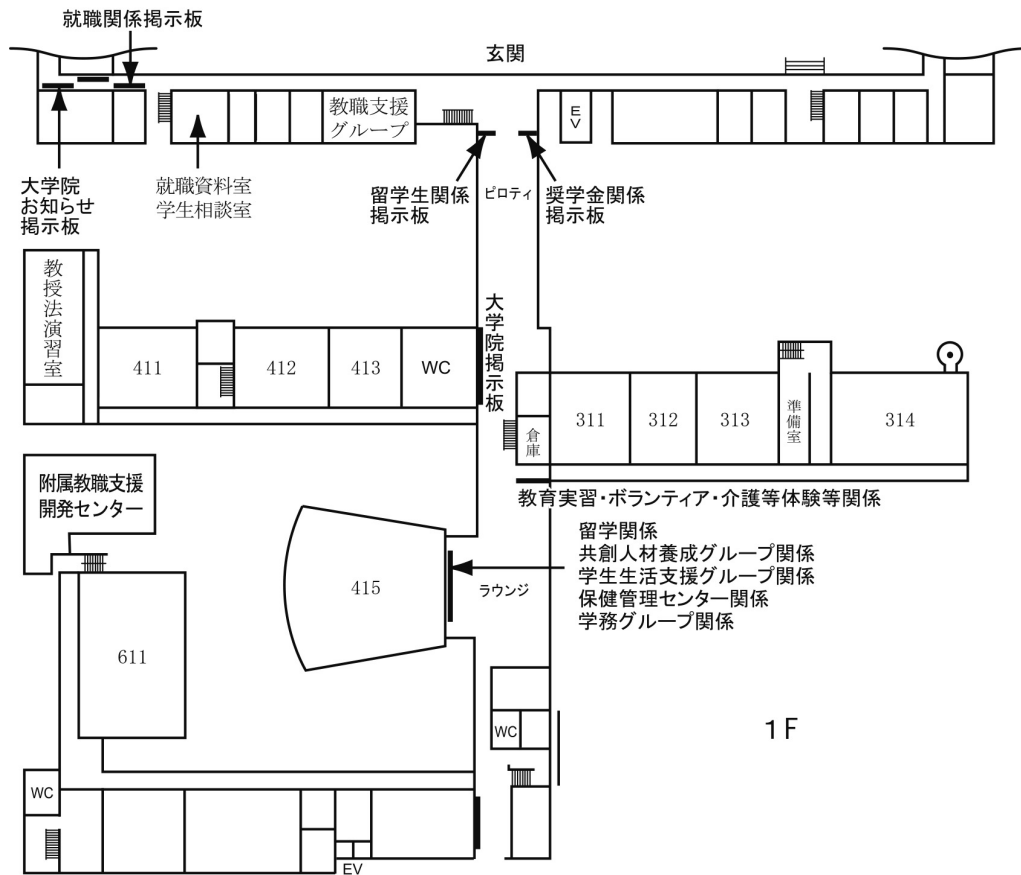 就職関係掲示板
玄関
教職支援
グループ
EV
大学院
お知らせ
掲示板
就職資料室
学生相談室
留学生関係
掲示板
ピロティ
奨学金関係
掲示板
教授法演習室
411
412
413
WC
大学院掲示板
倉庫
311
312
313
準備室
314
附属教職支援
開発センター
教育実習・ボランティア・介護等体験等関係
留学関係
共創人材養成グループ関係
学生生活支援グループ関係
保健管理センター関係
学務グループ関係
415
ラウンジ
611
WC
1F
WC
EV